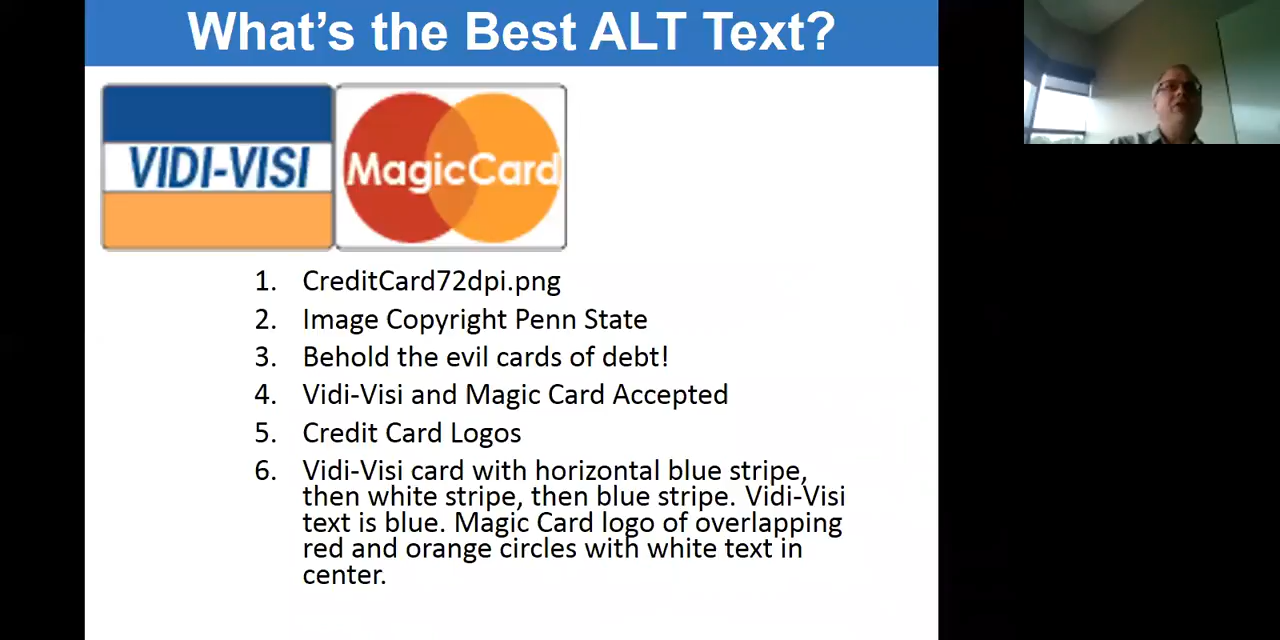 What's the Best ALT Text?
VIDI-VISI
MagicCard
1. CreditCard72dpi.png
2. Image Copyright Penn State
3. Behold the evil cards of debt!
4. Vidi-Visi and Magic Card Accepted
5. Credit Card Logos
6. Vidi-Visi card with horizontal blue stripe,
then white stripe, then blue stripe. Vidi-Visi
text is blue. Magic Card logo of overlapping
red and orange circles with white text in
center.